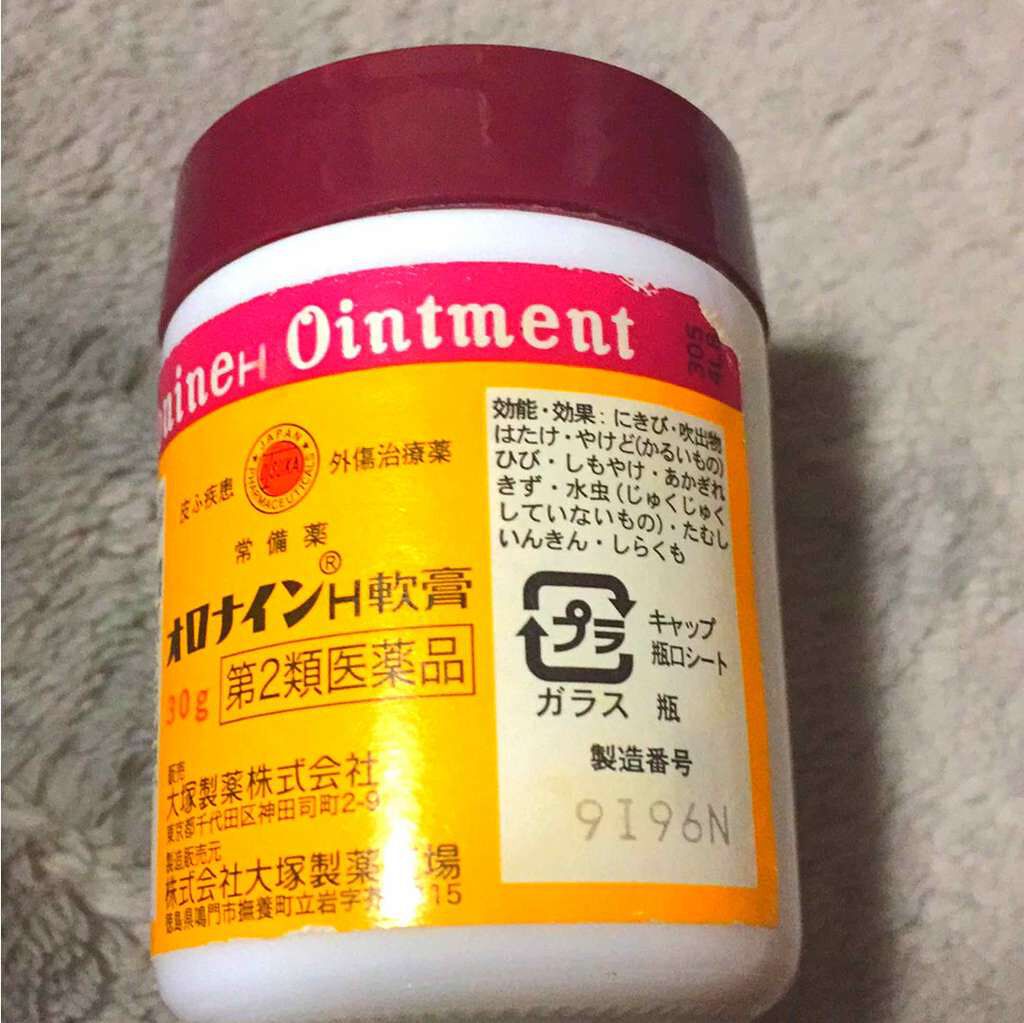 Ointment
305
皮ふ疾患
JAPAN
OTSUKA
PHARMACEUTICALS
外傷治療薬
常備薬
オロナイン®H軟膏
30g
第2類医薬品
販売
大塚製薬株式会社
東京都千代田区神田司町2-9
製造販売元
株式会社大塚製薬 場
徳島県鳴門市撫養町立岩字芥 15
効能・効果:にきび・吹出物
はたけ・やけど(かるいもの)
ひび・しもやけ・あかぎれ
きず・水虫(じゅくじゅく
していないもの)・たむし
いんきん・しらくも
プラ
キャップ
瓶口シート
ガラス 瓶
製造番号
9I96N